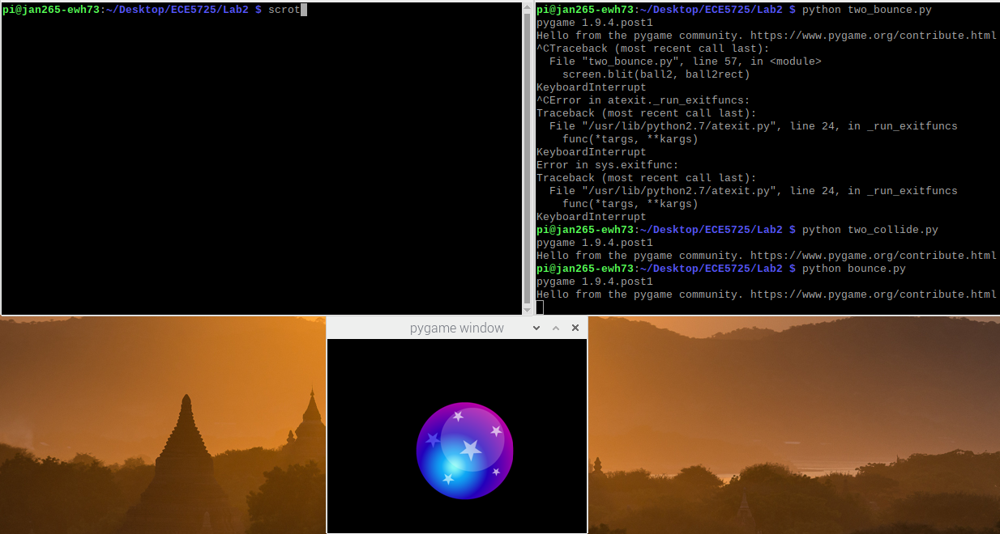 pi@jan265-ewh73:~/Desktop/ECE5725/Lab2 $ scrot
pi@jan265-ewh73:~/Desktop/ECE5725/Lab2 $ python two_bounce.py
pygame 1.9.4.post1
Hello from the pygame community. https://www.pygame.org/contribute.html
^CTraceback (most recent call last):
  File "two_bounce.py", line 57, in <module>
    screen.blit(ball2, ball2rect)
KeyboardInterrupt
^CError in atexit._run_exitfuncs:
Traceback (most recent call last):
  File "/usr/lib/python2.7/atexit.py", line 24, in _run_exitfuncs
    func(*targs, **kargs)
KeyboardInterrupt
Error in sys.exitfunc:
Traceback (most recent call last):
  File "/usr/lib/python2.7/atexit.py", line 24, in _run_exitfuncs
    func(*targs, **kargs)
KeyboardInterrupt
pi@jan265-ewh73:~/Desktop/ECE5725/Lab2 $ python two_collide.py
pygame 1.9.4.post1
Hello from the pygame community. https://www.pygame.org/contribute.html
pi@jan265-ewh73:~/Desktop/ECE5725/Lab2 $ python bounce.py
pygame 1.9.4.post1
Hello from the pygame community. https://www.pygame.org/contribute.html
pygame window